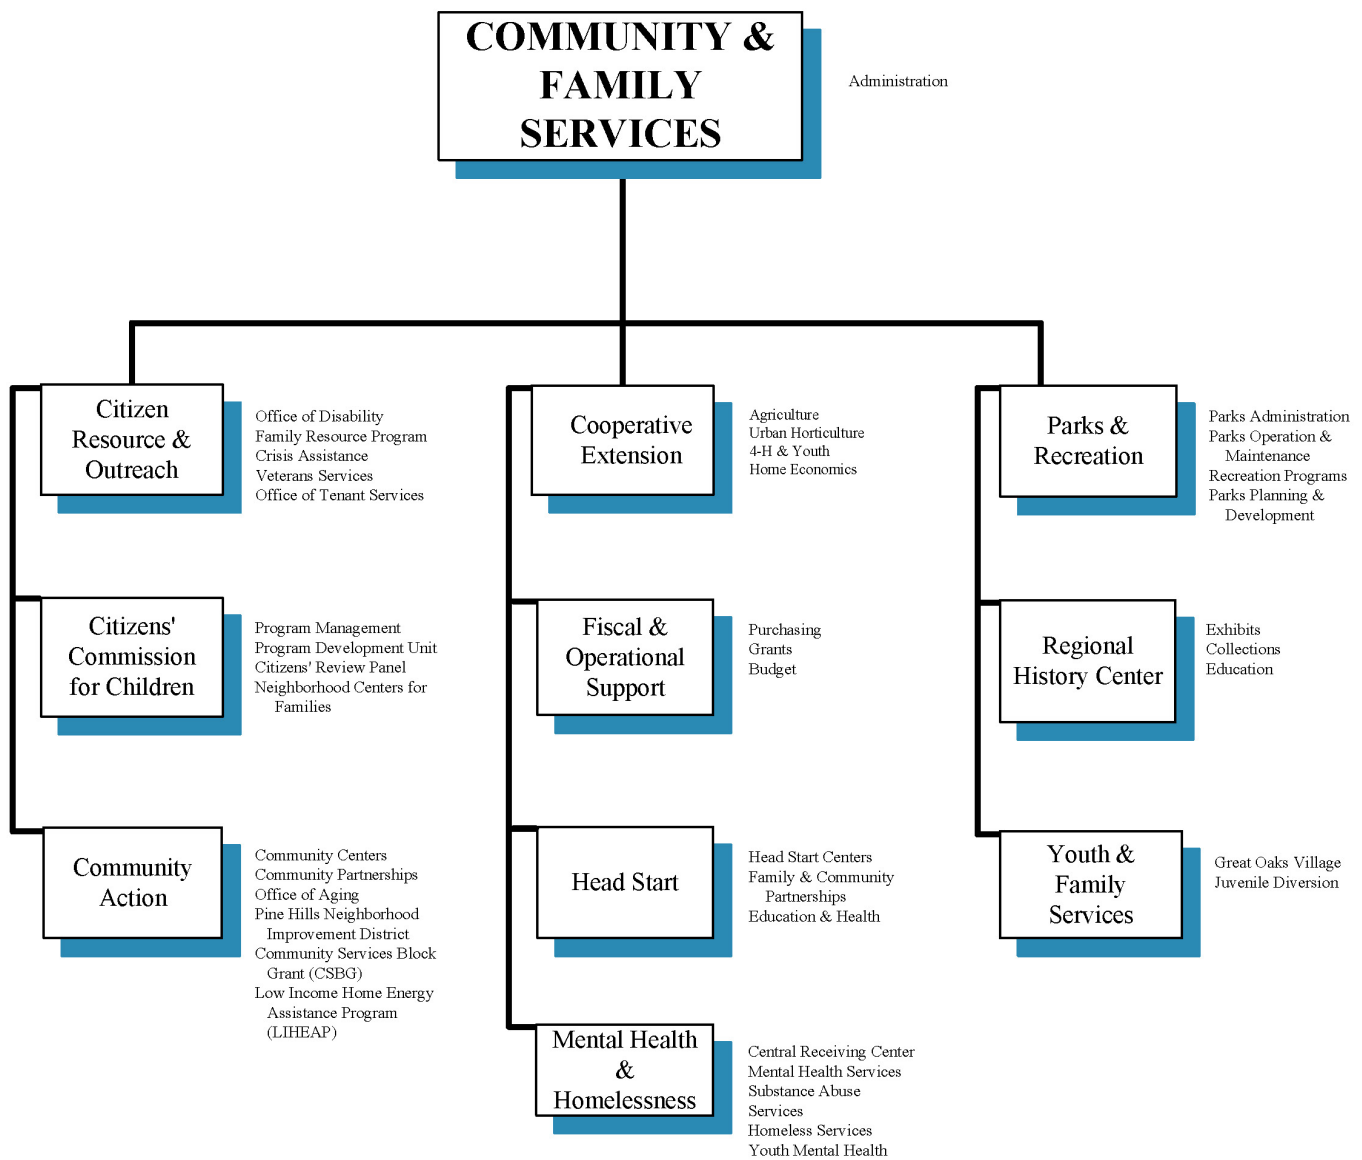 COMMUNITY &
FAMILY
SERVICES
Administration
Citizen
Resource &
Outreach
Office of Disability
Family Resource Program
Crisis Assistance
Veterans Services
Office of Tenant Services
Citizens'
Commission
for Children
Program Management
Program Development Unit
Citizens' Review Panel
Neighborhood Centers for
Families
Community
Action
Community Centers
Community Partnerships
Office of Aging
Pine Hills Neighborhood
Improvement District
Community Services Block
Grant (CSBG)
Low Income Home Energy
Assistance Program
(LIHEAP)
Cooperative
Extension
Agriculture
Urban Horticulture
4-H & Youth
Home Economics
Fiscal &
Operational
Support
Purchasing
Grants
Budget
Head Start
Head Start Centers
Family & Community
Partnerships
Education & Health
Mental Health
&
Homelessness
Central Receiving Center
Mental Health Services
Substance Abuse
Services
Homeless Services
Youth Mental Health
Parks &
Recreation
Parks Administration
Parks Operation &
Maintenance
Recreation Programs
Parks Planning &
Development
Regional
History Center
Exhibits
Collections
Education
Youth &
Family
Services
Great Oaks Village
Juvenile Diversion